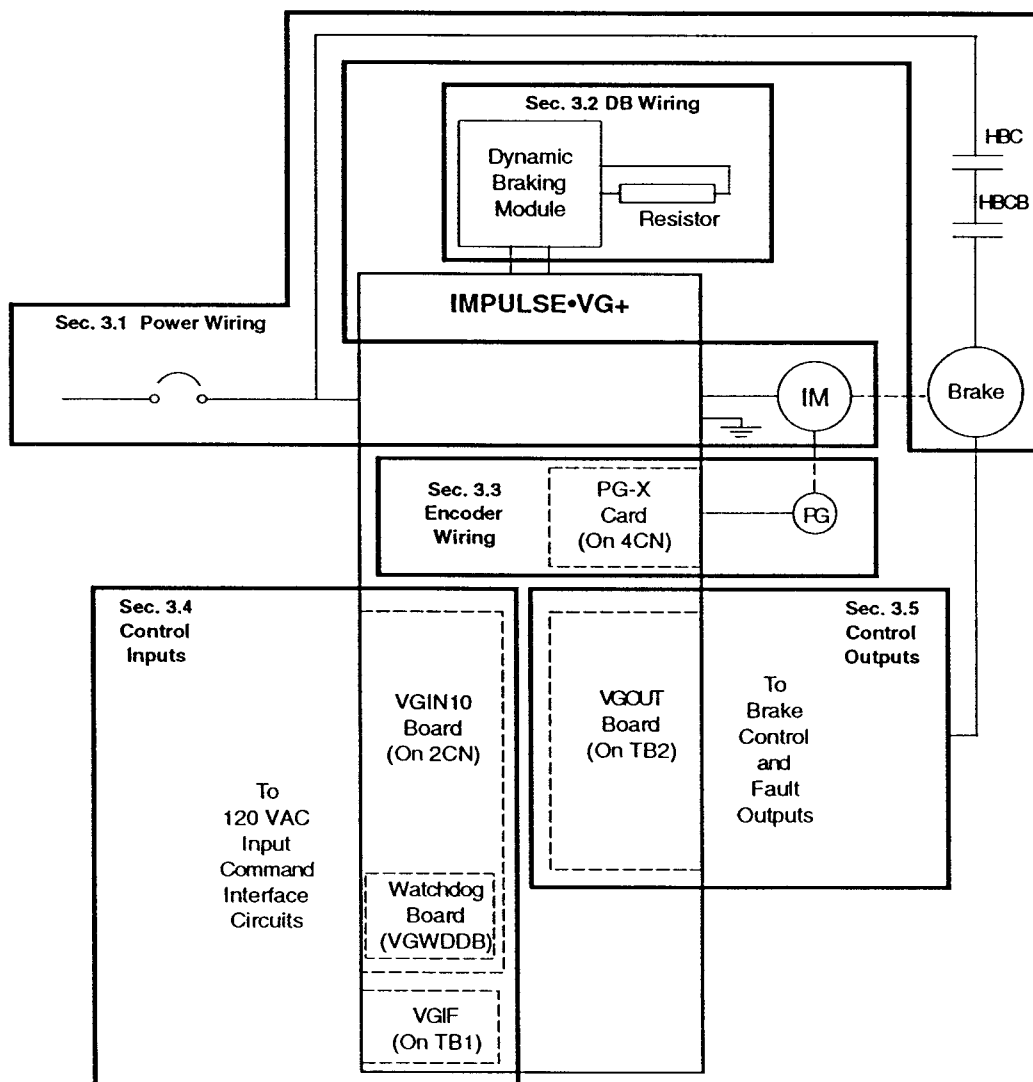 Sec. 3.2 DB Wiring
Dynamic
Braking
Module
Resistor
HBC
HBCB
IMPULSE•VG+
Sec. 3.1 Power Wiring
IM
Brake
Sec. 3.3
Encoder
Wiring
PG-X
Card
(On 4CN)
PG
Sec. 3.4
Control
Inputs
VGIN10
Board
(On 2CN)
To
120 VAC
Input
Command
Interface
Circuits
Watchdog
Board
(VGWDDB)
VGIF
(On TB1)
Sec. 3.5
Control
Outputs
VGOUT
Board
(On TB2)
To
Brake
Control
and
Fault
Outputs